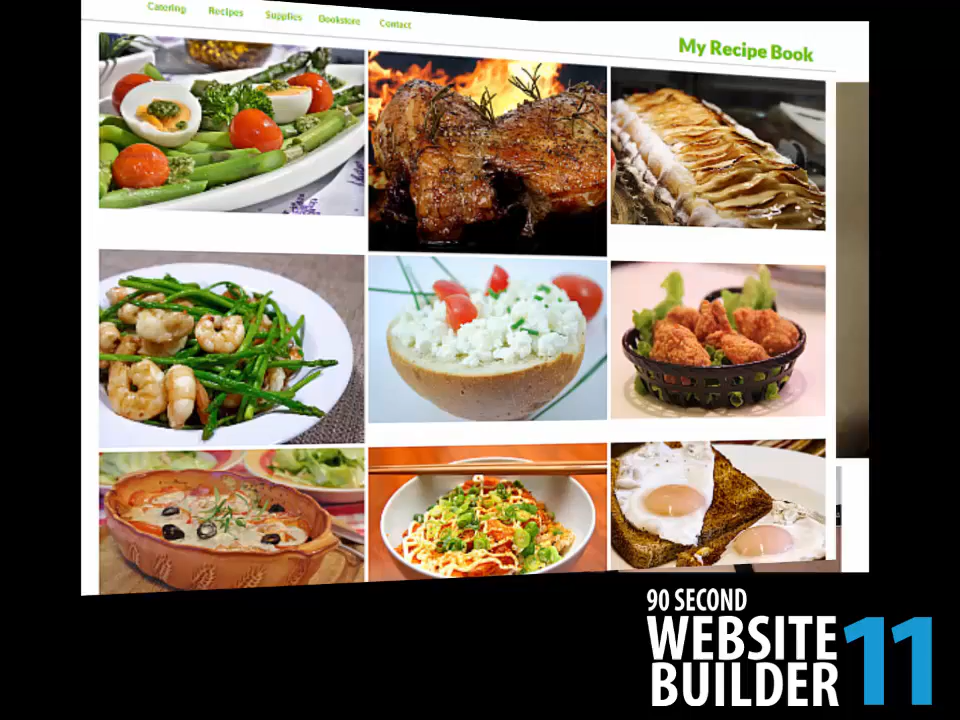 Catering Recipes Supplies Bookstore Contact
My Recipe Book
90 SECOND
WEBSITE
BUILDER 11